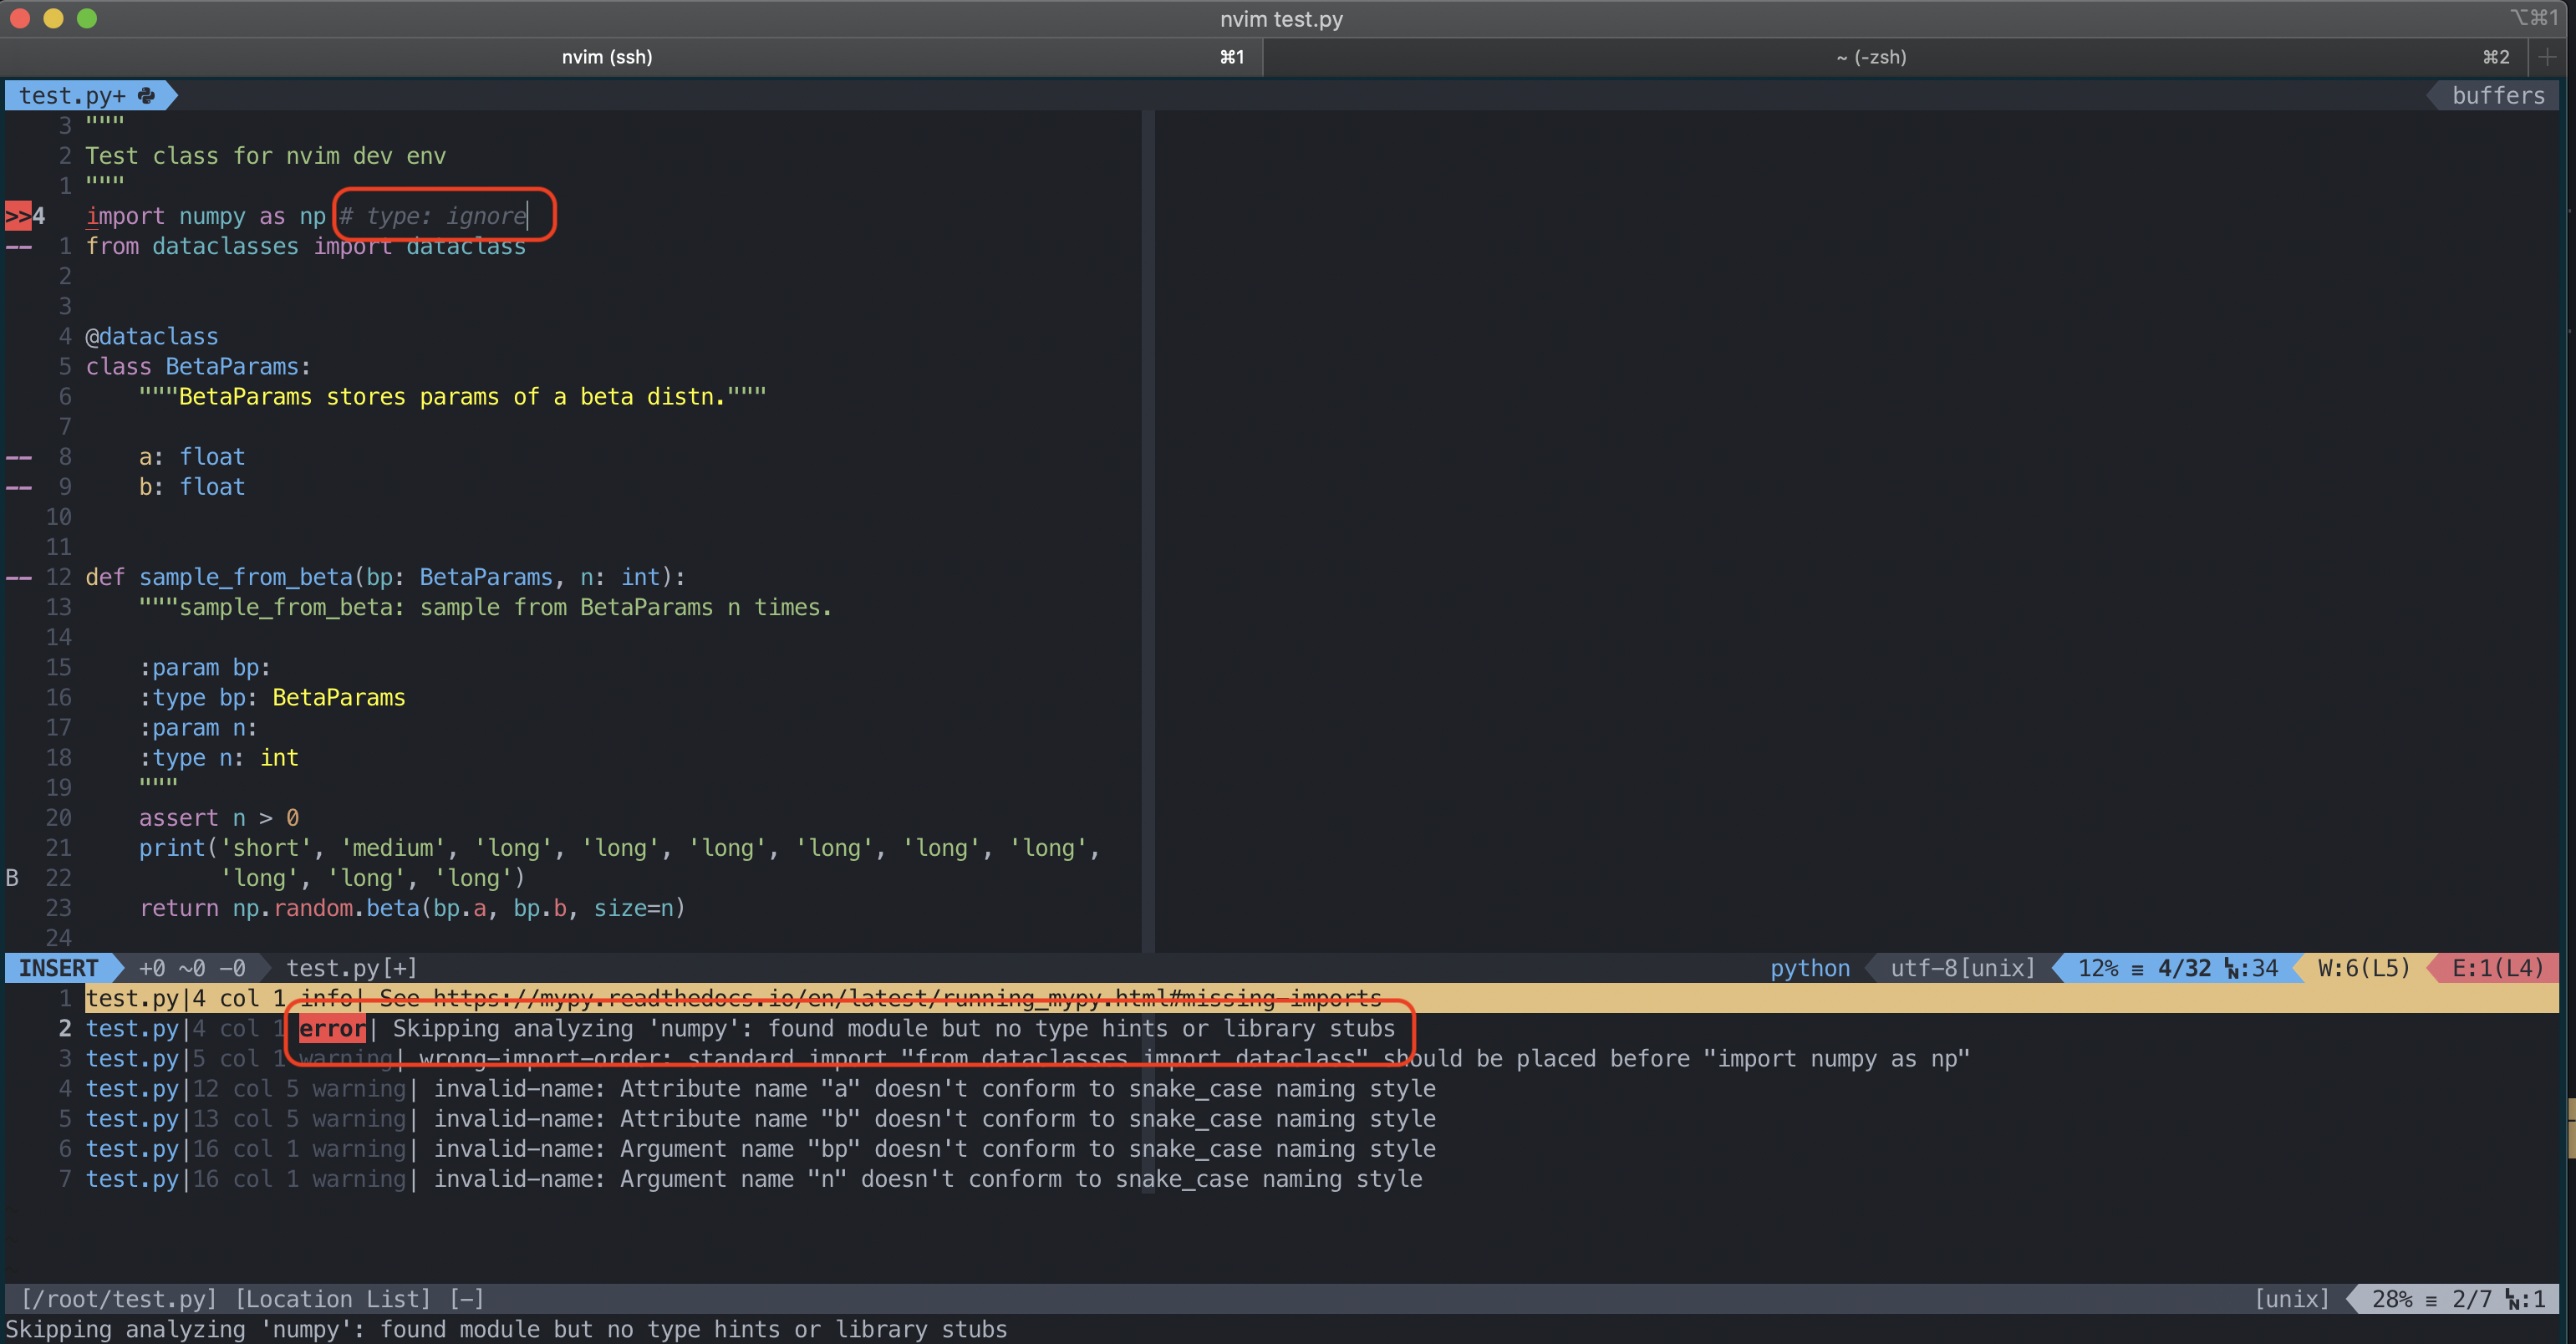 nvim test.py ⌥⌘1
nvim (ssh) ⌘1 ~ (-zsh) ⌘2 +
test.py+ buffers
3 """
2 Test class for nvim dev env
1 """
>>4 import numpy as np # type: ignore
-- 1 from dataclasses import dataclass
2
3
4 @dataclass
5 class BetaParams:
6 """BetaParams stores params of a beta distn."""
7
-- 8 a: float
-- 9 b: float
10
11
-- 12 def sample_from_beta(bp: BetaParams, n: int):
13 """sample_from_beta: sample from BetaParams n times.
14
15 :param bp:
16 :type bp: BetaParams
17 :param n:
18 :type n: int
19 """
20 assert n > 0
21 print('short', 'medium', 'long', 'long', 'long', 'long', 'long', 'long',
B 22 'long', 'long', 'long')
23 return np.random.beta(bp.a, bp.b, size=n)
24
INSERT +0 ~0 -0 test.py[+] python utf-8[unix] 12% ≡ 4/32 ␤:34 W:6(L5) E:1(L4)
1 test.py|4 col 1 info| See https://mypy.readthedocs.io/en/latest/running_mypy.html#missing-imports
2 test.py|4 col 1 error| Skipping analyzing 'numpy': found module but no type hints or library stubs
3 test.py|5 col 1 warning| wrong-import-order: standard import "from dataclasses import dataclass" should be placed before "import numpy as np"
4 test.py|12 col 5 warning| invalid-name: Attribute name "a" doesn't conform to snake_case naming style
5 test.py|13 col 5 warning| invalid-name: Attribute name "b" doesn't conform to snake_case naming style
6 test.py|16 col 1 warning| invalid-name: Argument name "bp" doesn't conform to snake_case naming style
7 test.py|16 col 1 warning| invalid-name: Argument name "n" doesn't conform to snake_case naming style
[/root/test.py] [Location List] [-] [unix] 28% ≡ 2/7 ␤:1
Skipping analyzing 'numpy': found module but no type hints or library stubs